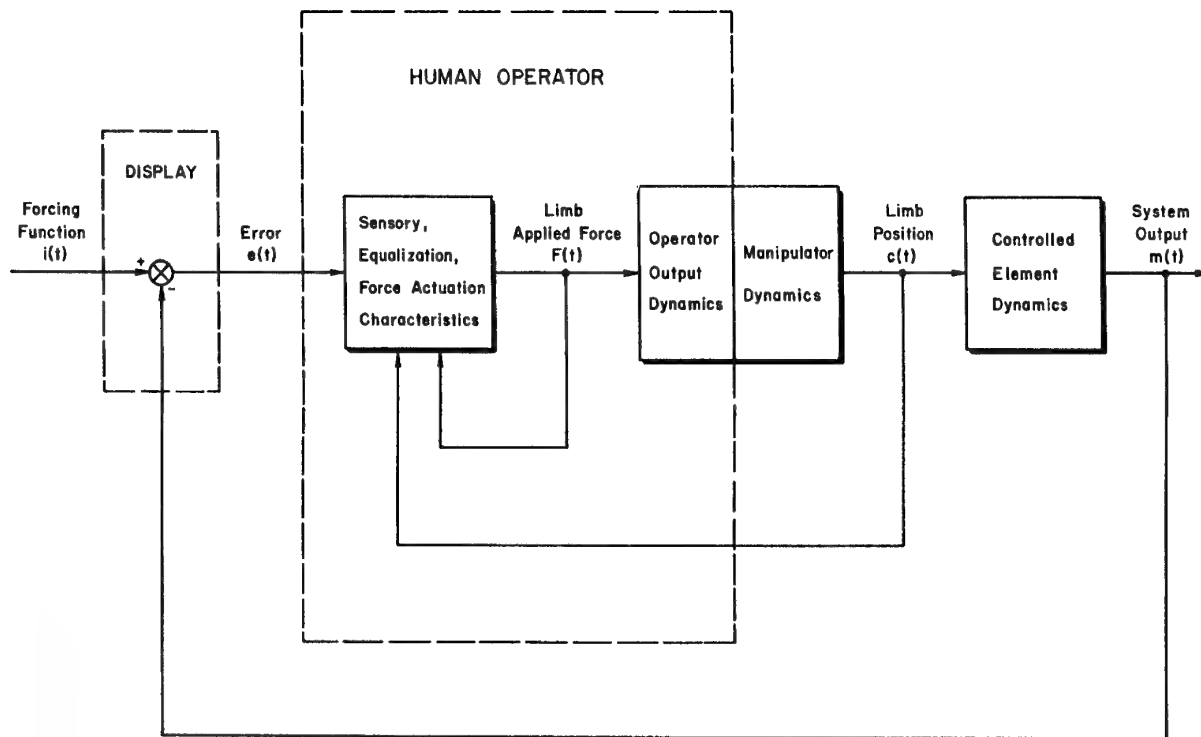 HUMAN OPERATOR
DISPLAY
Forcing
Function
i(t)
+
-
Error
e(t)
Sensory,
Equalization,
Force Actuation
Characteristics
Limb
Applied Force
F(t)
Operator
Output
Dynamics
Manipulator
Dynamics
Limb
Position
c(t)
Controlled
Element
Dynamics
System
Output
m(t)